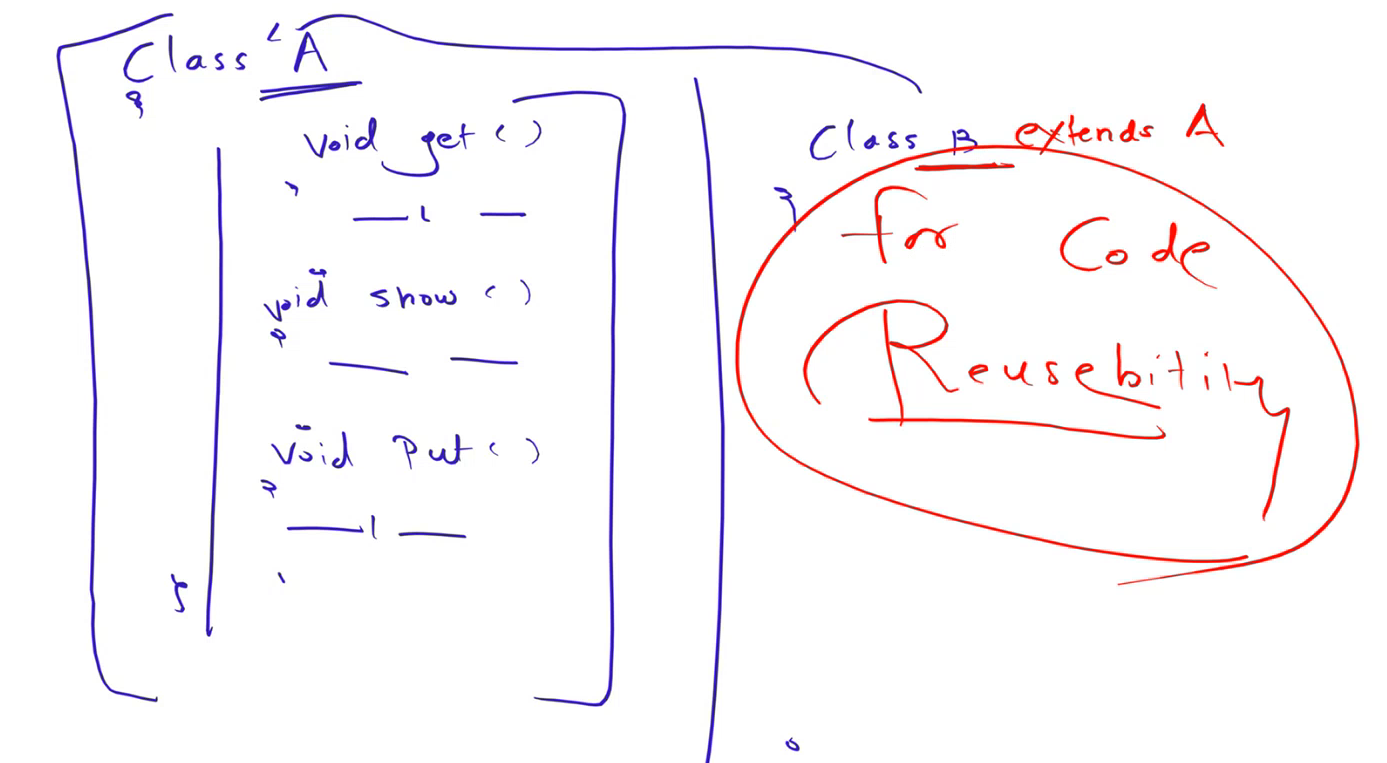 Class A
{
void get ()
{
void show ()
{
void Put ()
{
}
Class B extends A
{
for Code
Reusebitily